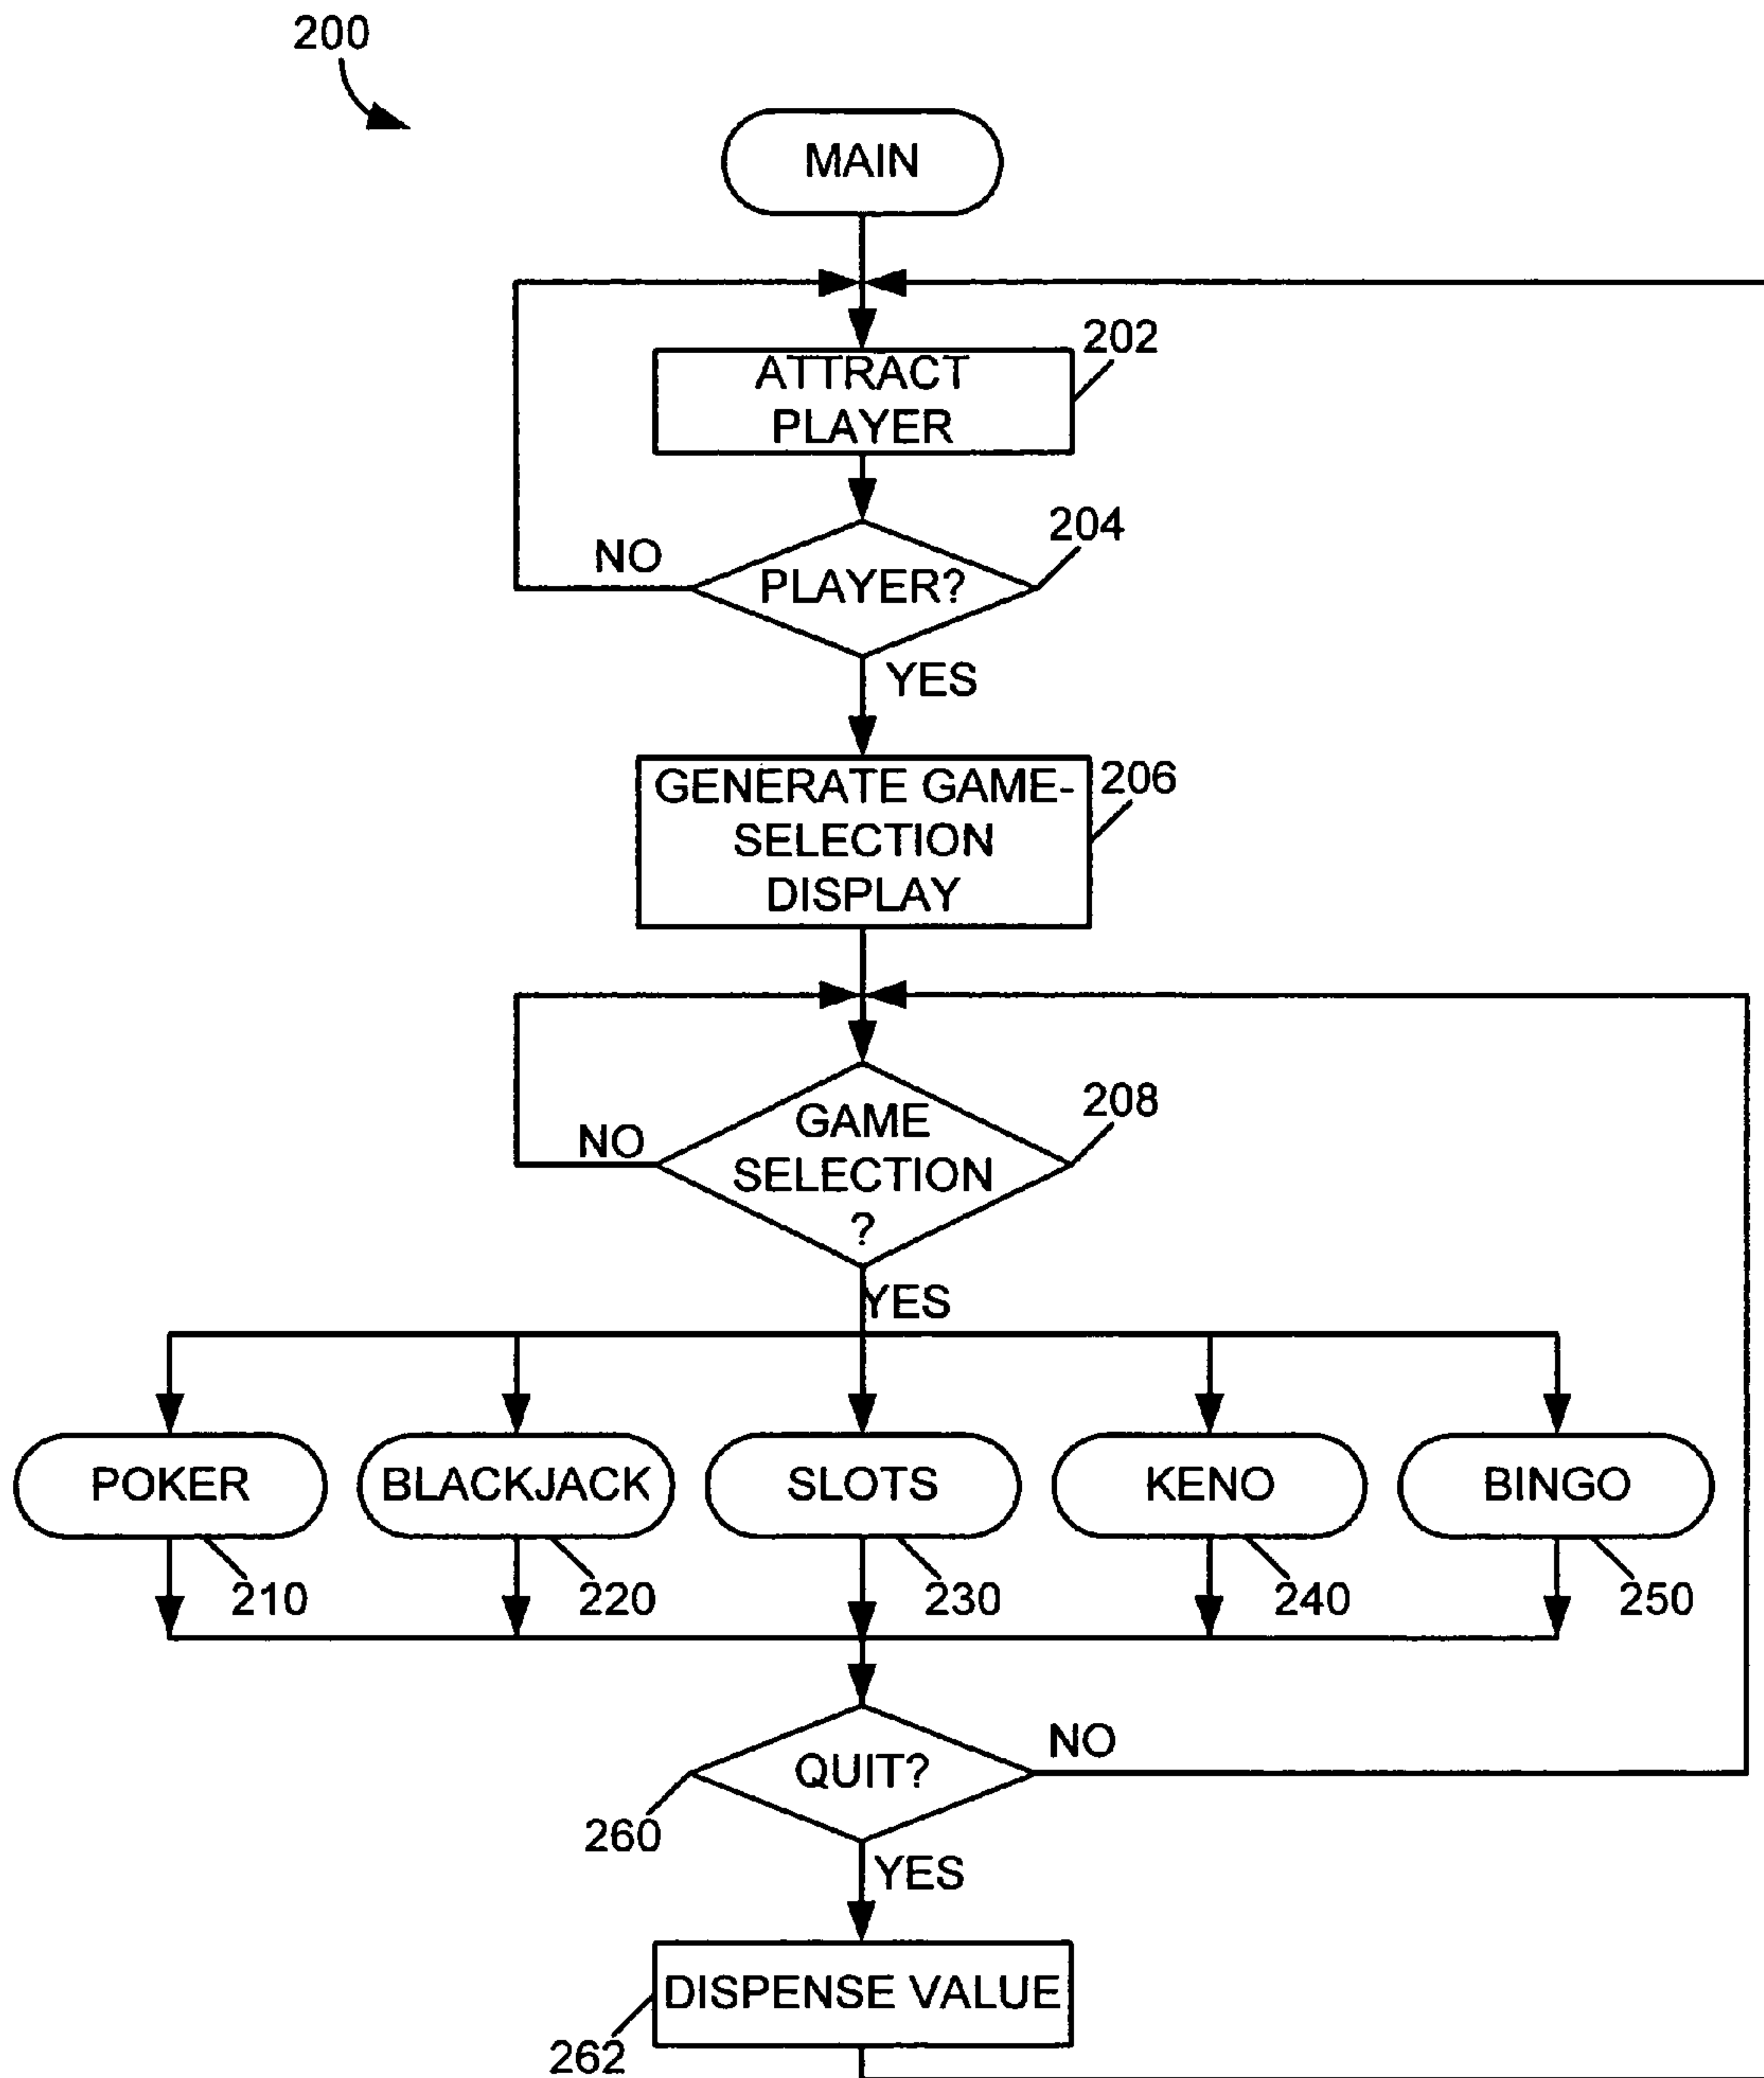 200
MAIN
202
ATTRACT
PLAYER
204
NO
PLAYER?
YES
206
GENERATE GAME-
SELECTION
DISPLAY
208
GAME
NO
SELECTION
?
YES
POKER
BLACKJACK
SLOTS
KENO
BINGO
210
220
230
240
250
NO
QUIT?
260
YES
DISPENSE VALUE
262